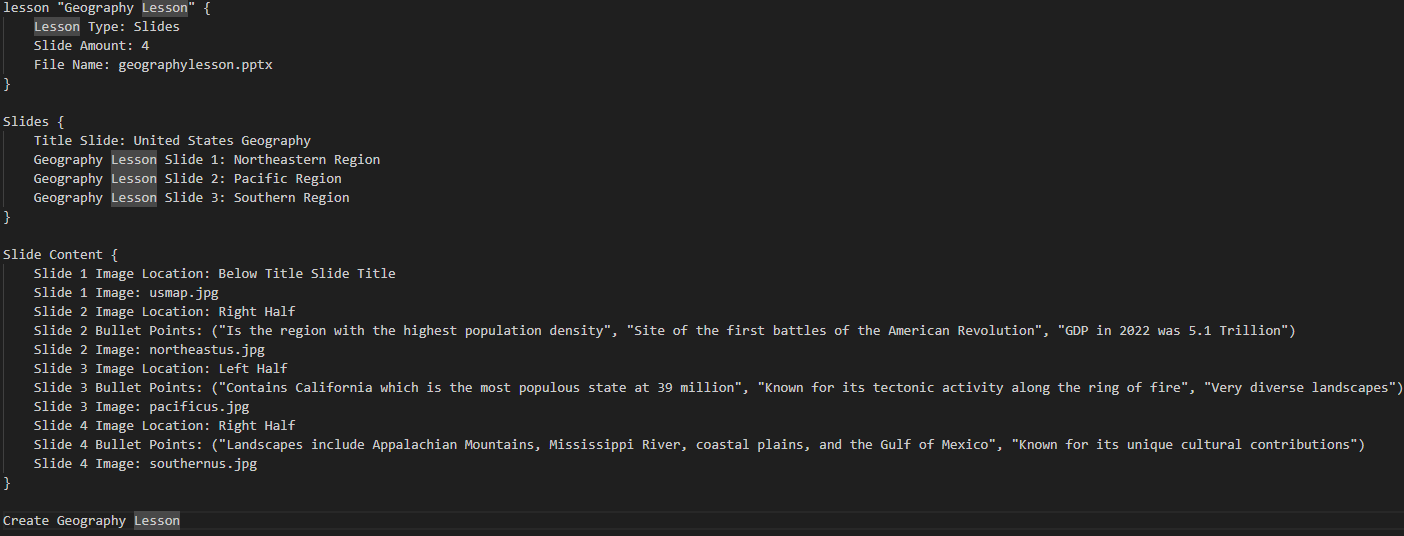 lesson "Geography Lesson" {
Lesson Type: Slides
Slide Amount: 4
File Name: geographylesson.pptx
}
Slides {
Title Slide: United States Geography
Geography Lesson Slide 1: Northeastern Region
Geography Lesson Slide 2: Pacific Region
Geography Lesson Slide 3: Southern Region
}
Slide Content {
Slide 1 Image Location: Below Title Slide Title
Slide 1 Image: usmap.jpg
Slide 2 Image Location: Right Half
Slide 2 Bullet Points: ("Is the region with the highest population density", "Site of the first battles of the American Revolution", "GDP in 2022 was 5.1 Trillion")
Slide 2 Image: northeastus.jpg
Slide 3 Image Location: Left Half
Slide 3 Bullet Points: ("Contains California which is the most populous state at 39 million", "Known for its tectonic activity along the ring of fire", "Very diverse landscapes")
Slide 3 Image: pacificus.jpg
Slide 4 Image Location: Right Half
Slide 4 Bullet Points: ("Landscapes include Appalachian Mountains, Mississippi River, coastal plains, and the Gulf of Mexico", "Known for its unique cultural contributions")
Slide 4 Image: southernus.jpg
}
Create Geography Lesson